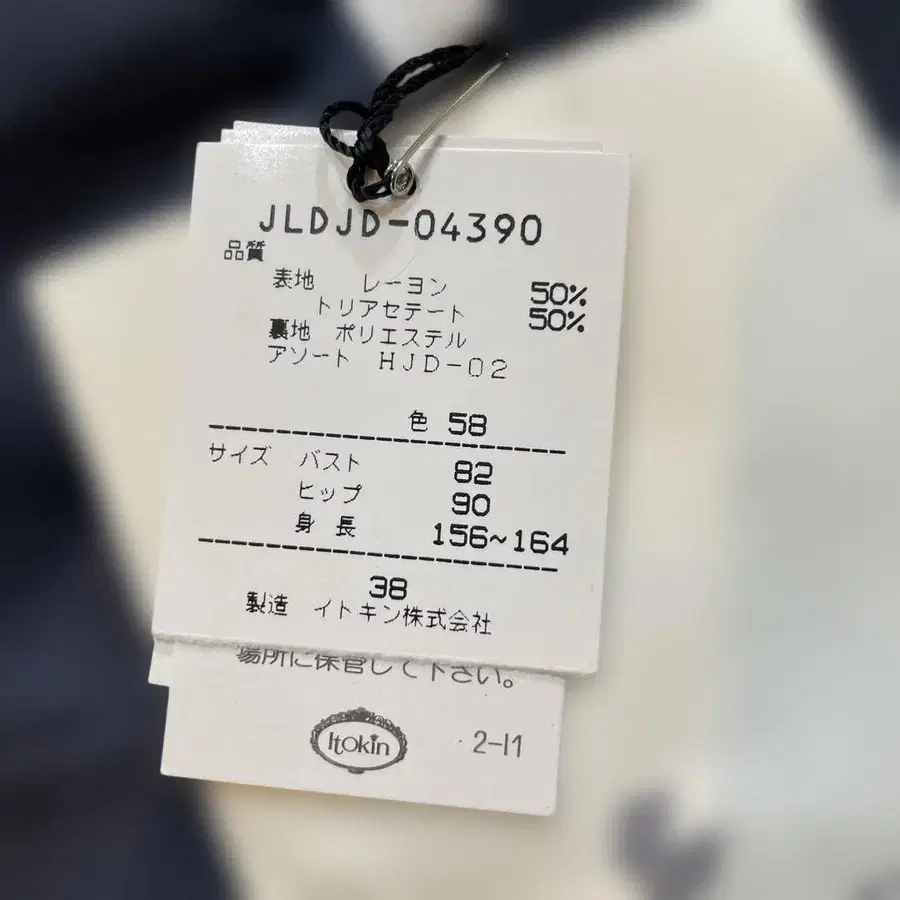 JLDJD-04390
品質
表地 レーヨン 50%
トリアセテート 50%
裏地 ポリエステル
アソート HJD-02
色 58
サイズ バスト 82
ヒップ 90
身長 156~164
38
製造 イトキン株式会社
場所に保管して下さい。
Itokin
2-11